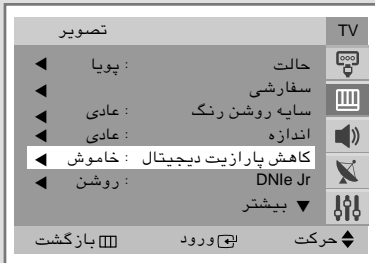 TV
تصویر
حالت : پویا ◀
سفارشی ◀
سایه روشن رنگ : عادی ◀
اندازه : عادی ◀
کاهش پارازیت دیجیتال : خاموش ◀
DNIe Jr : روشن ◀
▼ بیشتر
حرکت ورود بازگشت